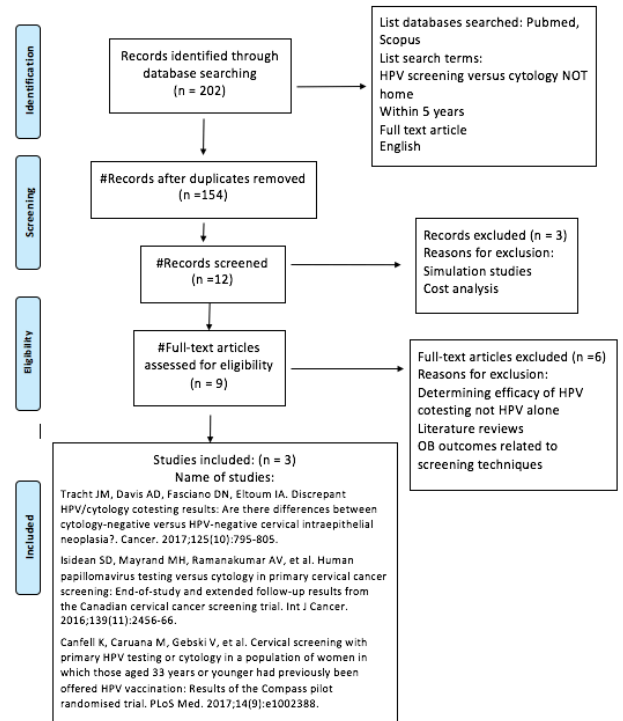 Identification
Records identified through
database searching
(n = 202)
List databases searched: Pubmed,
Scopus
List search terms:
HPV screening versus cytology NOT
home
Within 5 years
Full text article
English
Screening
#Records after duplicates removed
(n =154)
#Records screened
(n =12)
Records excluded (n = 3)
Reasons for exclusion:
Simulation studies
Cost analysis
Eligibility
#Full-text articles
assessed for eligibility
(n = 9)
Full-text articles excluded (n =6)
Reasons for exclusion:
Determining efficacy of HPV
cotesting not HPV alone
Literature reviews
OB outcomes related to
screening techniques
Included
Studies included: (n = 3)
Name of studies:
Tracht JM, Davis AD, Fasciano DN, Eltoum IA. Discrepant
HPV/cytology cotesting results: Are there differences between
cytology-negative versus HPV-negative cervical intraepithelial
neoplasia?. Cancer. 2017;125(10):795-805.
Isidean SD, Mayrand MH, Ramanakumar AV, et al. Human
papillomavirus testing versus cytology in primary cervical cancer
screening: End-of-study and extended follow-up results from
the Canadian cervical cancer screening trial. Int J Cancer.
2016;139(11):2456-66.
Canfell K, Caruana M, Gebski V, et al. Cervical screening with
primary HPV testing or cytology in a population of women in
which those aged 33 years or younger had previously been
offered HPV vaccination: Results of the Compass pilot
randomised trial. PLoS Med. 2017;14(9):e1002388.